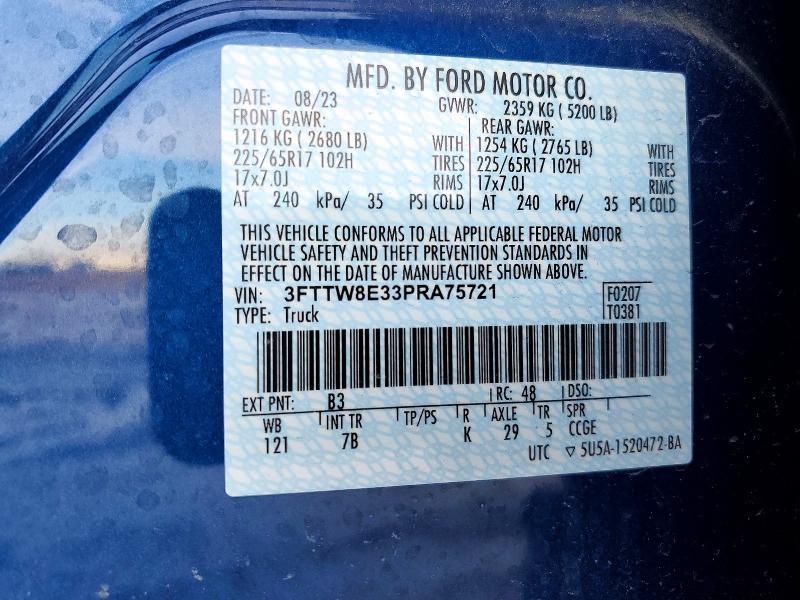 MFD. BY FORD MOTOR CO.
DATE: 08/23 GVWR: 2359 KG ( 5200 LB)
FRONT GAWR: REAR GAWR:
1216 KG ( 2680 LB) WITH 1254 KG ( 2765 LB) WITH
225/65R17 102H TIRES 225/65R17 102H TIRES
17x7.0J RIMS 17x7.0J RIMS
AT 240 kPa/ 35 PSI COLD AT 240 kPa/ 35 PSI COLD
THIS VEHICLE CONFORMS TO ALL APPLICABLE FEDERAL MOTOR
VEHICLE SAFETY AND THEFT PREVENTION STANDARDS IN
EFFECT ON THE DATE OF MANUFACTURE SHOWN ABOVE.
VIN: 3FTTW8E33PRA75721 F0207
TYPE: Truck T0381
EXT PNT: B3 RC: 48 DSO:
WB INT TR TP/PS R AXLE TR SPR
121 7B K 29 5 CCGE
UTC ▽ 5U5A-1520472-BA